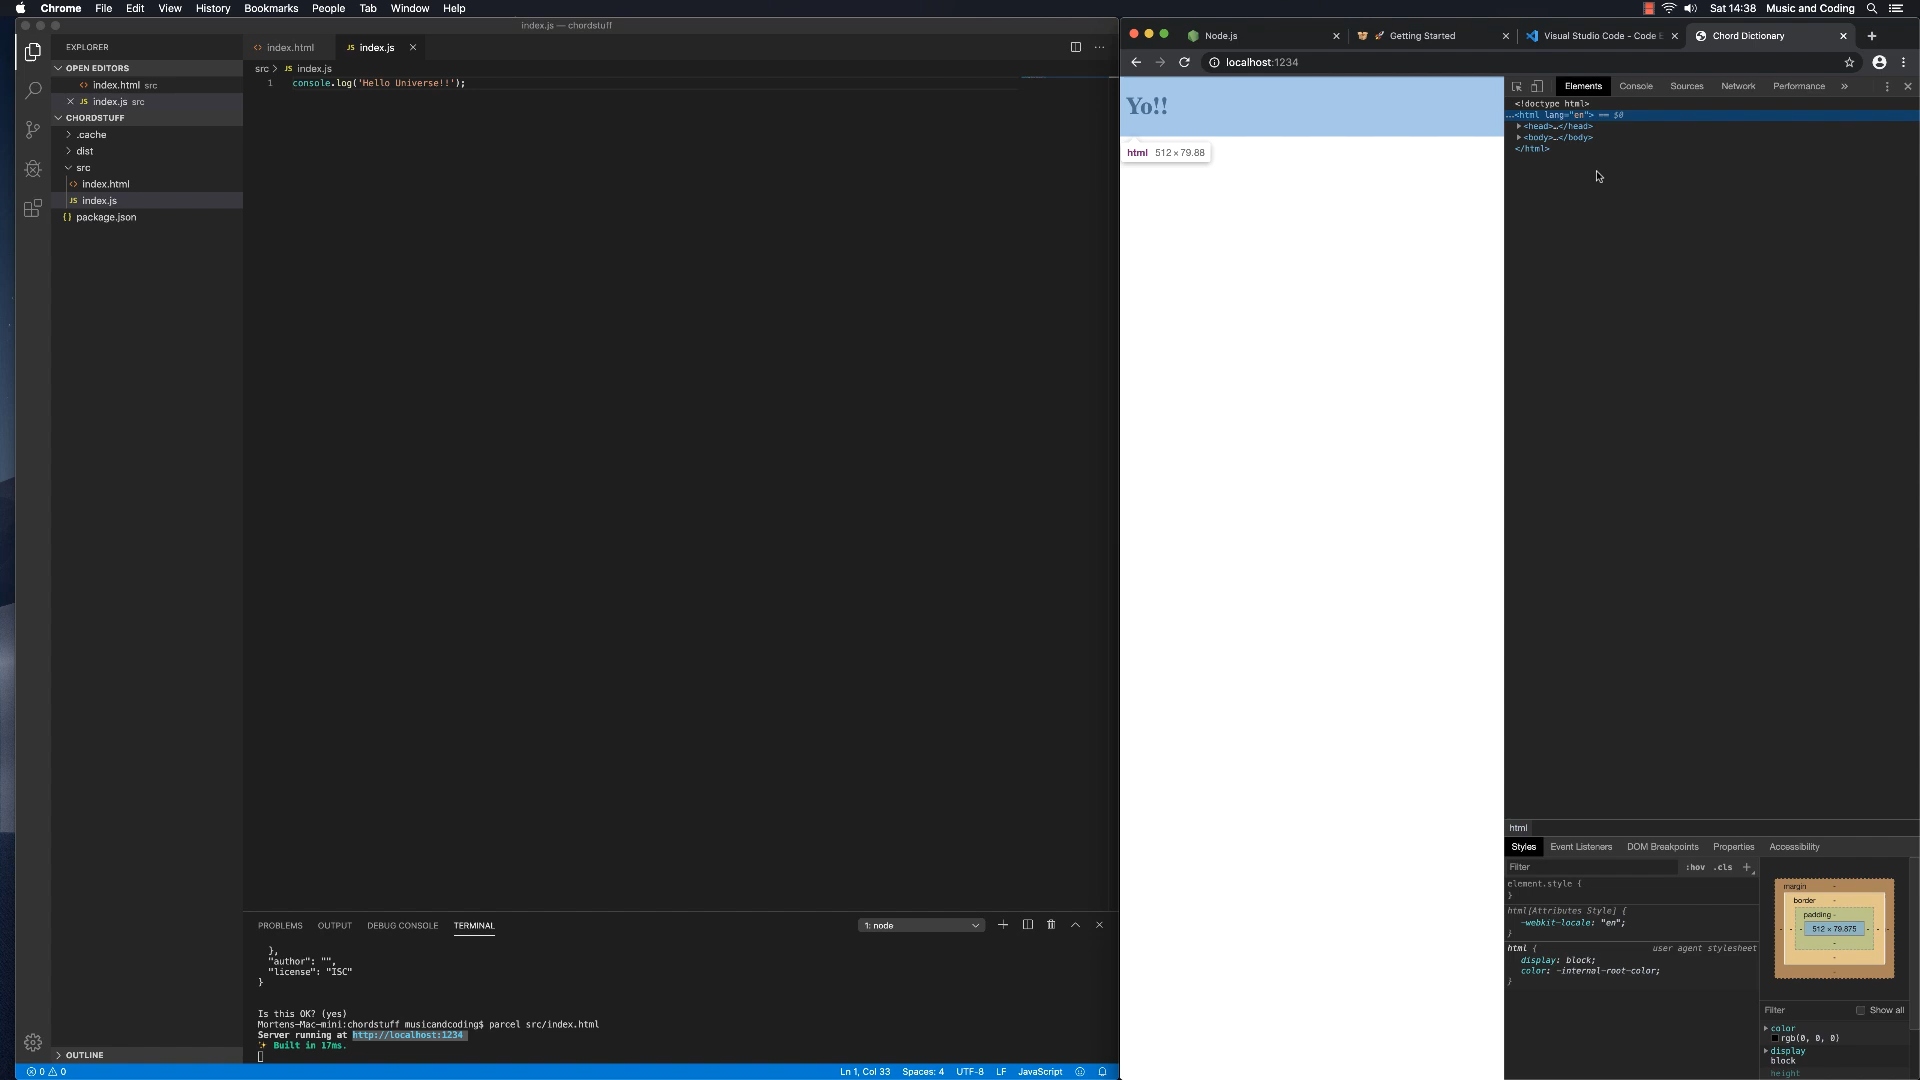 Chrome File Edit View History Bookmarks People Tab Window Help
Sat 14:38 Music and Coding
index.js — chordstuff
EXPLORER
OPEN EDITORS
index.html src
index.js src
CHORDSTUFF
.cache
dist
src
index.html
index.js
package.json
OUTLINE
index.html
index.js
src > JS index.js
1 console.log('Hello Universe!!');
PROBLEMS OUTPUT DEBUG CONSOLE TERMINAL
1: node
},
"author": "",
"license": "ISC"
}
Is this OK? (yes)
Mortens-Mac-mini:chordstuff musicandcoding$ parcel src/index.html
Server running at http://localhost:1234
Built in 17ms.
0 0
Ln 1, Col 33 Spaces: 4 UTF-8 LF JavaScript
Node.js
Getting Started
Visual Studio Code - Code E
Chord Dictionary
localhost:1234
Yo!!
html 512 × 79.88
Elements Console Sources Network Performance »
<!doctype html>
...<html lang="en"> == $0
<head>…</head>
<body>…</body>
</html>
html
Styles Event Listeners DOM Breakpoints Properties Accessibility
Filter :hov .cls +
element.style {
}
html[Attributes Style] {
-webkit-locale: "en";
}
html { user agent stylesheet
display: block;
color: -internal-root-color;
}
margin -
border -
padding -
- - - 512 × 79.875 - - -
-
-
-
Filter Show all
color
rgb(0, 0, 0)
display
block
height